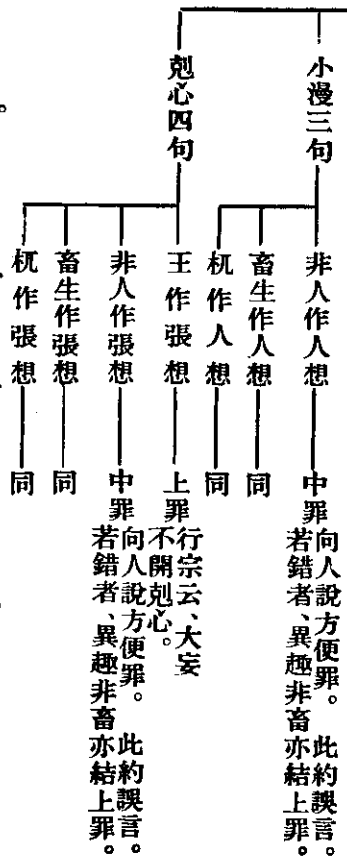 小漫三句
非人作人想
中罪
向人說方便罪。此約誤言。
若錯者、異趣非畜亦結上罪。
畜生作人想
同
杌作人想
同
剋心四句
王作張想
上罪
行宗云、大妄
不開剋心。
非人作張想
中罪
向人說方便罪。此約誤言。
若錯者、異趣非畜亦結上罪。
畜生作張想
同
杌作張想
同